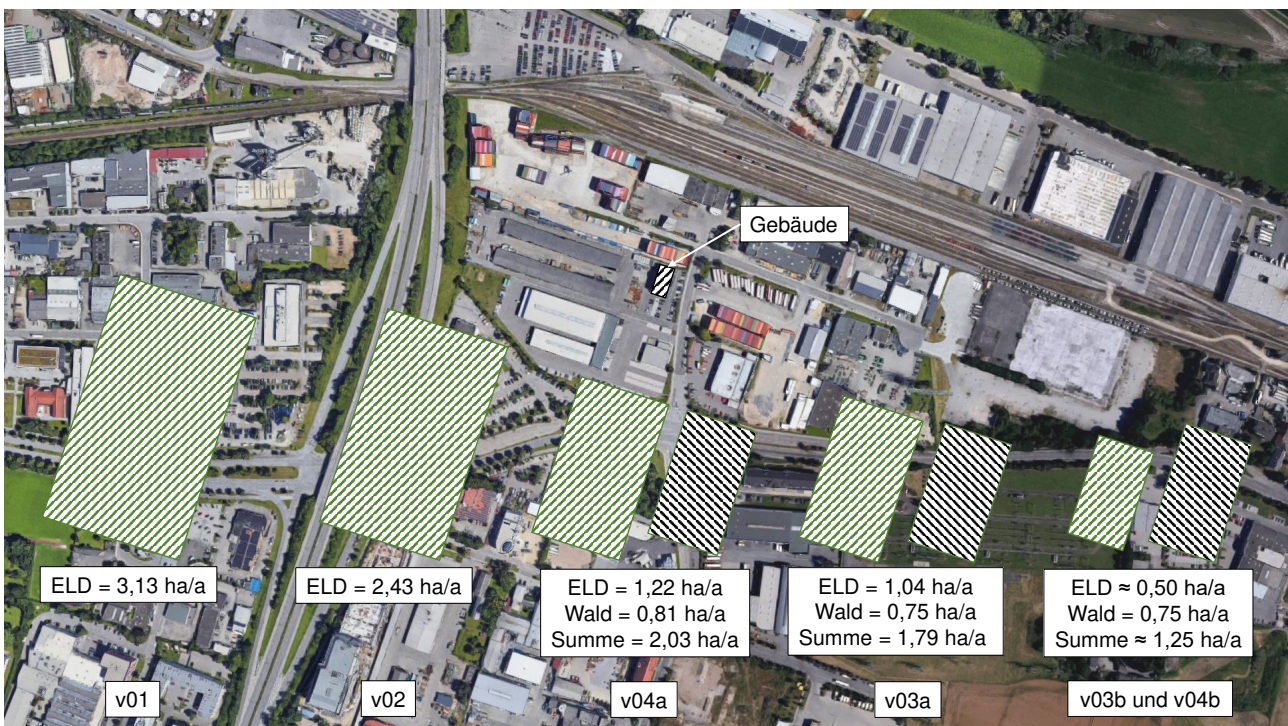 Gebäude
ELD = 3,13 ha/a
ELD = 2,43 ha/a
ELD = 1,22 ha/a
Wald = 0,81 ha/a
Summe = 2,03 ha/a
ELD = 1,04 ha/a
Wald = 0,75 ha/a
Summe = 1,79 ha/a
ELD ≈ 0,50 ha/a
Wald = 0,75 ha/a
Summe ≈ 1,25 ha/a
v01
v02
v04a
v03a
v03b und v04b